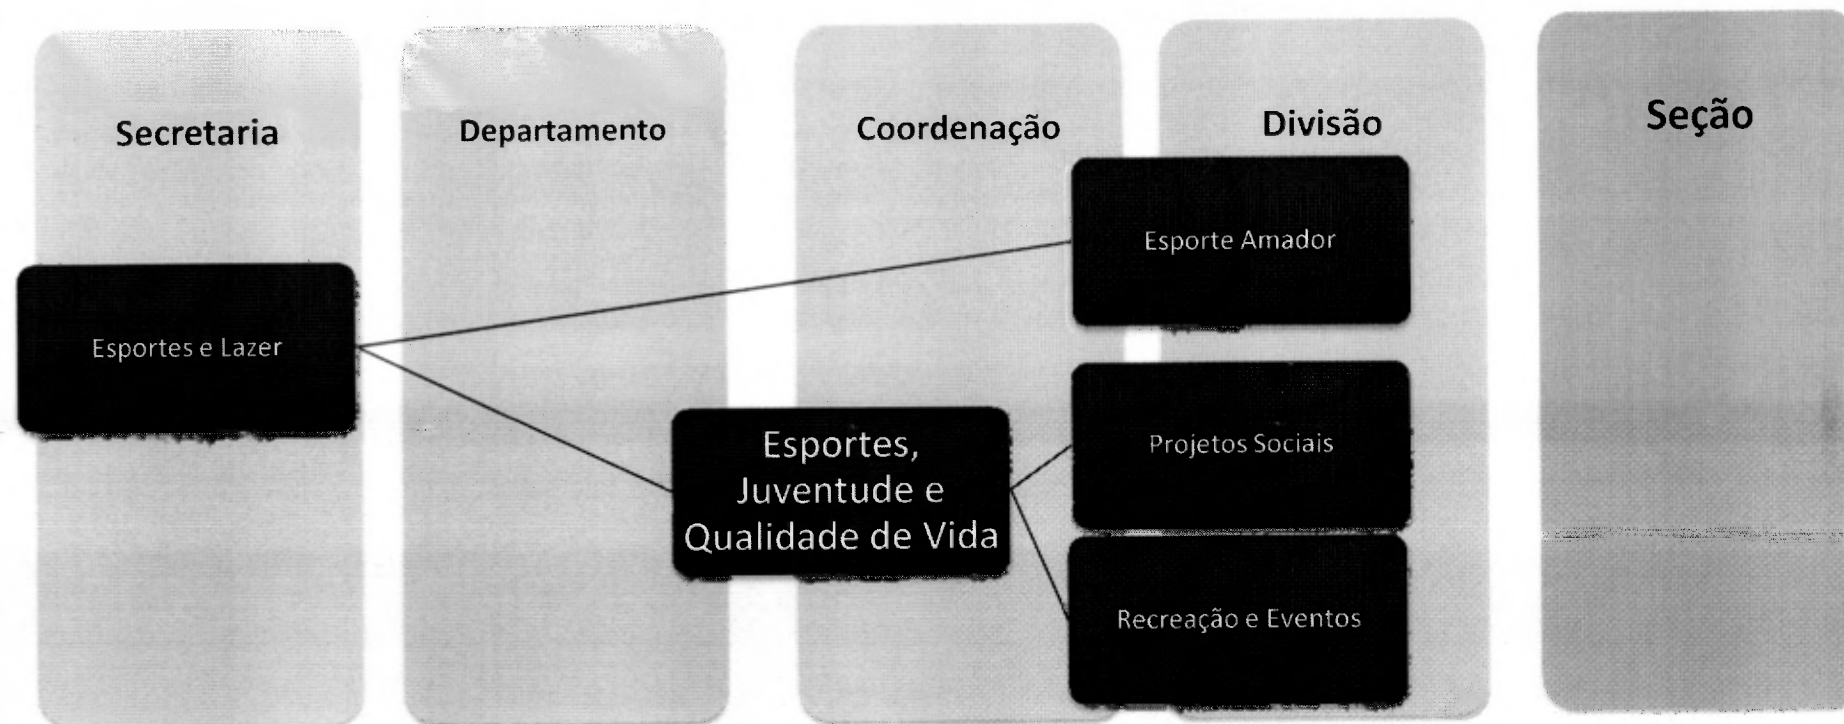 Secretaria
Departamento
Coordenação
Divisão
Seção
Esporte Amador
Esportes e Lazer
Esportes,
Juventude e
Qualidade de Vida
Projetos Sociais
Recreação e Eventos